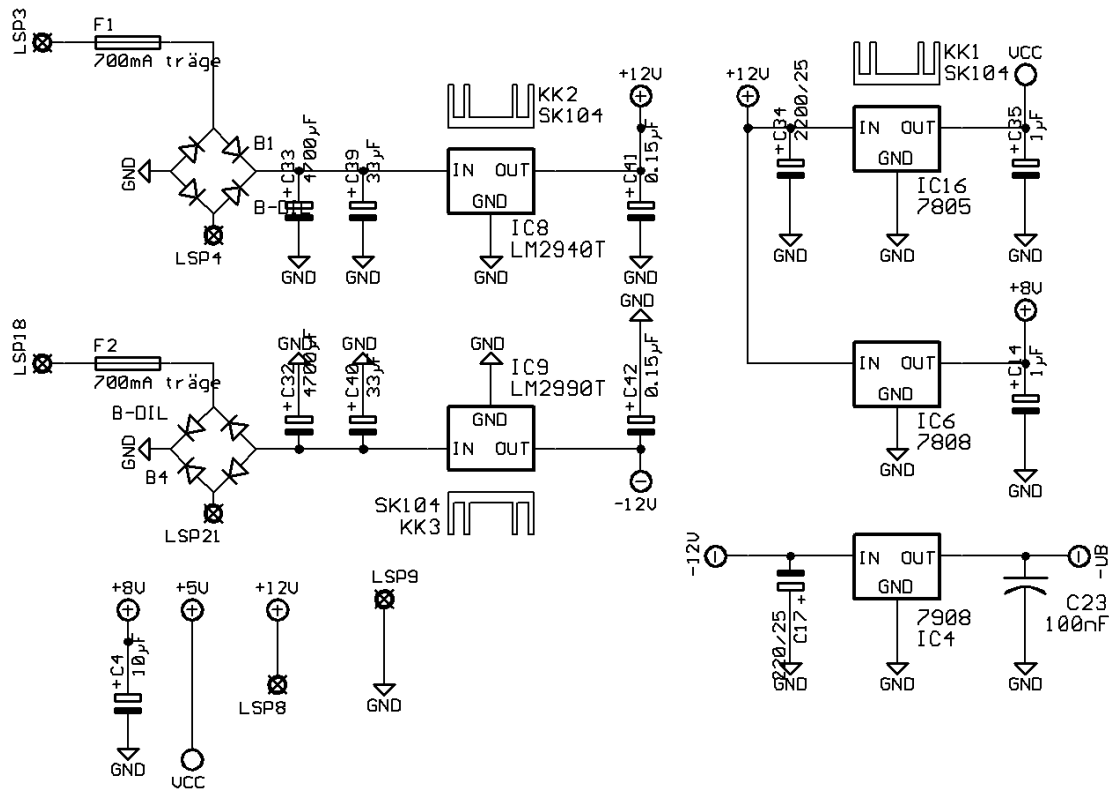 LSP3
F1
700mA träge
GND
B1
B-DIL
LSP4
+C33
4700µF
GND
+C39
33µF
GND
KK2
SK104
IN OUT
GND
IC8
LM2940T
GND
+12V
+C41
0.15µF
GND
+12V
+C34
2200/25
GND
KK1
SK104
IN OUT
GND
IC16
7805
GND
VCC
+C35
1µF
GND
LSP18
F2
700mA träge
B-DIL
GND
B4
LSP21
GND
+C32
4700µF
GND
+C40
33µF
GND
IC9
LM2990T
GND
IN OUT
SK104
KK3
GND
+C42
0.15µF
-12V
IN OUT
GND
IC6
7808
GND
+8V
+C14
1µF
GND
-12V
220/25
C17+
GND
IN OUT
GND
7908
IC4
GND
-UB
C23
100nF
GND
+8V
+C4
10µF
GND
+5V
VCC
+12V
LSP8
LSP9
GND